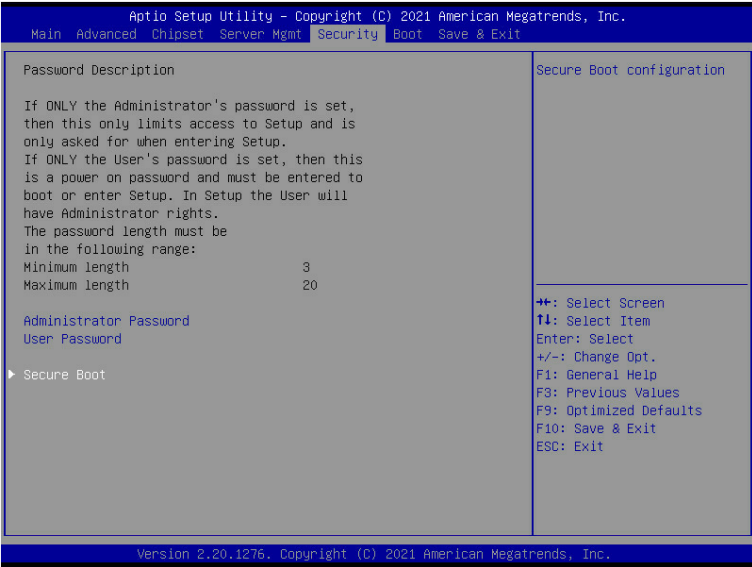 Aptio Setup Utility – Copyright (C) 2021 American Megatrends, Inc.
Main Advanced Chipset Server Mgmt Security Boot Save & Exit
Password Description
If ONLY the Administrator's password is set,
then this only limits access to Setup and is
only asked for when entering Setup.
If ONLY the User's password is set, then this
is a power on password and must be entered to
boot or enter Setup. In Setup the User will
have Administrator rights.
The password length must be
in the following range:
Minimum length 3
Maximum length 20
Administrator Password
User Password
Secure Boot
Secure Boot configuration
→←: Select Screen
↑↓: Select Item
Enter: Select
+/-: Change Opt.
F1: General Help
F3: Previous Values
F9: Optimized Defaults
F10: Save & Exit
ESC: Exit
Version 2.20.1276. Copyright (C) 2021 American Megatrends, Inc.